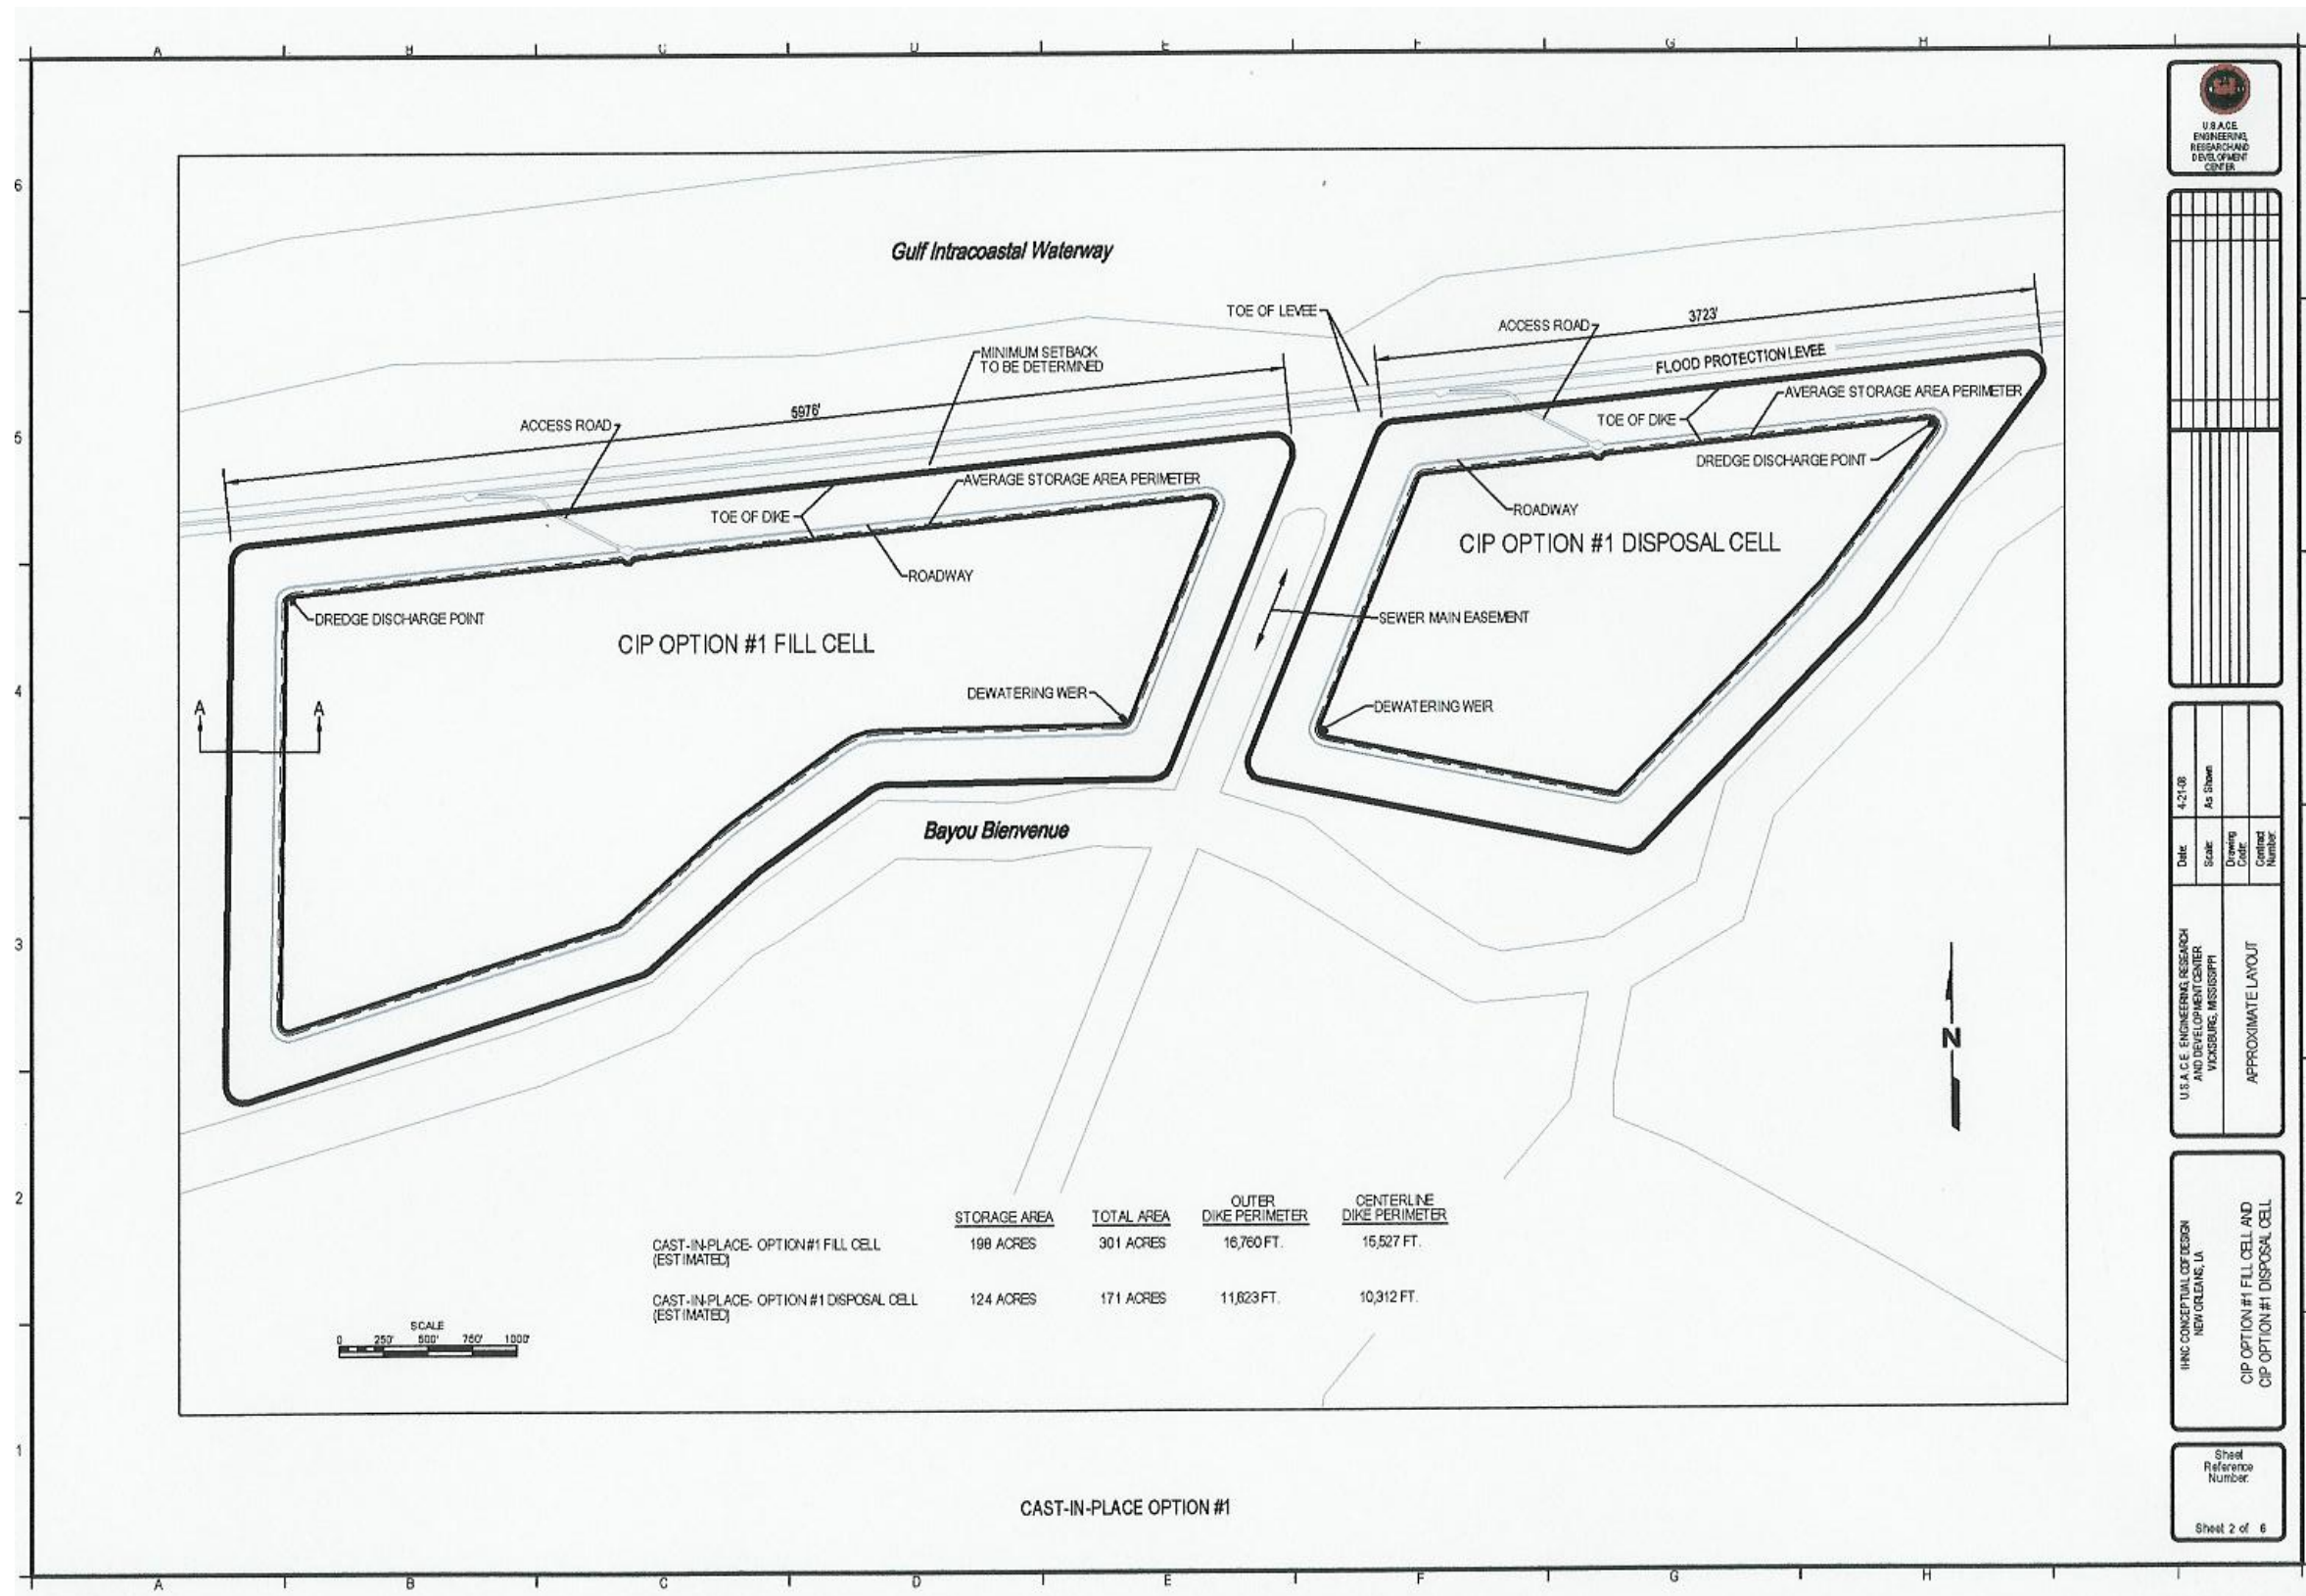 A B C D E F G H
6
5
4
3
2
1
Gulf Intracoastal Waterway
TOE OF LEVEE
ACCESS ROAD
3723'
FLOOD PROTECTION LEVEE
MINIMUM SETBACK
TO BE DETERMINED
5976'
ACCESS ROAD
AVERAGE STORAGE AREA PERIMETER
TOE OF DIKE
DREDGE DISCHARGE POINT
AVERAGE STORAGE AREA PERIMETER
TOE OF DIKE
ROADWAY
ROADWAY
CIP OPTION #1 DISPOSAL CELL
DREDGE DISCHARGE POINT
CIP OPTION #1 FILL CELL
SEWER MAIN EASEMENT
DEWATERING WEIR
DEWATERING WEIR
A A
Bayou Bienvenue
N
STORAGE AREA
TOTAL AREA
OUTER
DIKE PERIMETER
CENTERLINE
DIKE PERIMETER
CAST-IN-PLACE- OPTION #1 FILL CELL 198 ACRES 301 ACRES 16,760 FT. 15,527 FT.
(ESTIMATED)
CAST-IN-PLACE- OPTION #1 DISPOSAL CELL 124 ACRES 171 ACRES 11,623 FT. 10,312 FT.
(ESTIMATED)
SCALE
0 250' 500' 750' 1000'
CAST-IN-PLACE OPTION #1
U.S.A.C.E.
ENGINEERING,
RESEARCH AND
DEVELOPMENT
CENTER
Date: 4-21-08
Scale: As Shown
Drawing
Code:
Contract
Number:
U.S.A.C.E. ENGINEERING, RESEARCH
AND DEVELOPMENT CENTER
VICKSBURG, MISSISSIPPI
APPROXIMATE LAYOUT
IHNC CONCEPTUAL CDF DESIGN
NEW ORLEANS, LA
CIP OPTION #1 FILL CELL AND
CIP OPTION #1 DISPOSAL CELL
Sheet
Reference
Number:
Sheet 2 of 6
A B C D E F G H